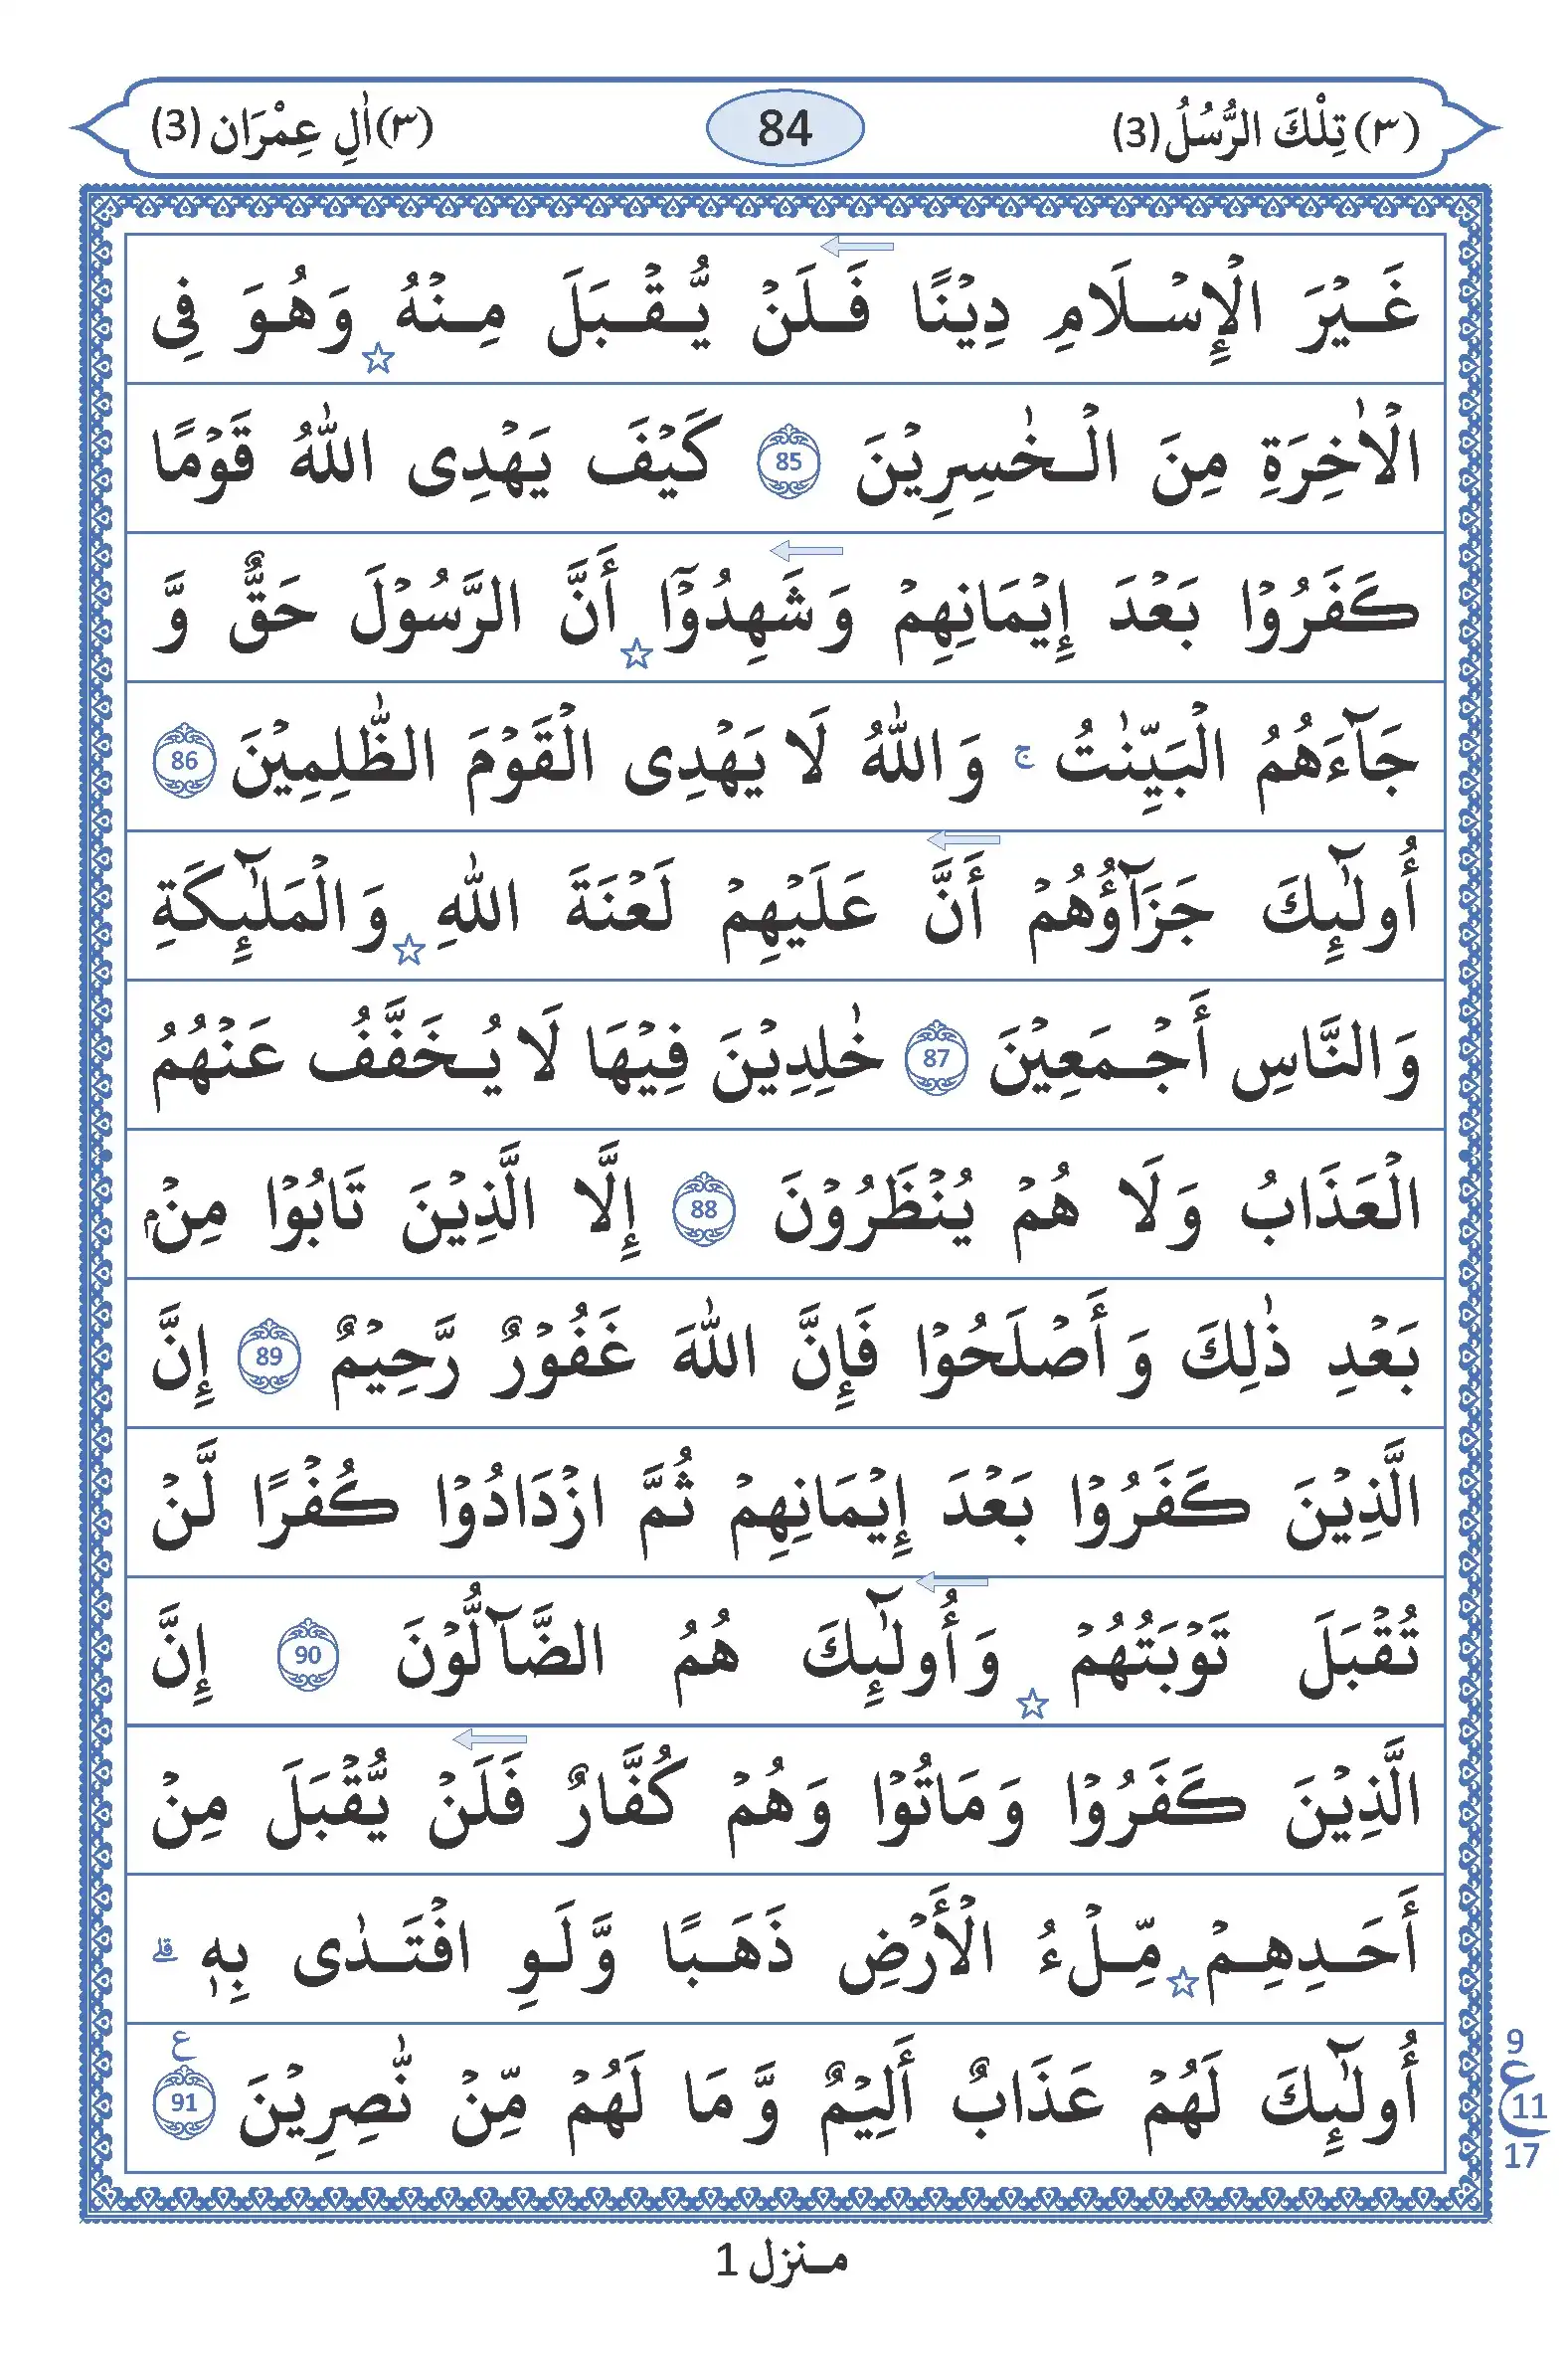 (٣) تِلْكَ الرُّسُلُ (3)
84
(٣) اٰلِ عِمْرَان (3)
غَيْرَ الْإِسْلَامِ دِيْنًا فَلَنْ يُّقْبَلَ مِنْهُ ☆ وَهُوَ فِى
الْاٰخِرَةِ مِنَ الْخٰسِرِيْنَ 85 كَيْفَ يَهْدِى اللّٰهُ قَوْمًا
كَفَرُوْا بَعْدَ إِيْمَانِهِمْ وَشَهِدُوْٓا ☆ أَنَّ الرَّسُوْلَ حَقٌّ وَّ
جَآءَهُمُ الْبَيِّنٰتُ ج وَاللّٰهُ لَا يَهْدِى الْقَوْمَ الظّٰلِمِيْنَ 86
أُولٰٓئِكَ جَزَآؤُهُمْ أَنَّ عَلَيْهِمْ لَعْنَةَ اللّٰهِ ☆ وَالْمَلٰٓئِكَةِ
وَالنَّاسِ أَجْمَعِيْنَ 87 خٰلِدِيْنَ فِيْهَا لَا يُخَفَّفُ عَنْهُمُ
الْعَذَابُ وَلَا هُمْ يُنْظَرُوْنَ 88 إِلَّا الَّذِيْنَ تَابُوْا مِنْۢ
بَعْدِ ذٰلِكَ وَأَصْلَحُوْا فَإِنَّ اللّٰهَ غَفُوْرٌ رَّحِيْمٌ 89 إِنَّ
الَّذِيْنَ كَفَرُوْا بَعْدَ إِيْمَانِهِمْ ثُمَّ ازْدَادُوْا كُفْرًا لَّنْ
تُقْبَلَ تَوْبَتُهُمْ ☆ وَأُولٰٓئِكَ هُمُ الضَّآلُّوْنَ 90 إِنَّ
الَّذِيْنَ كَفَرُوْا وَمَاتُوْا وَهُمْ كُفَّارٌ فَلَنْ يُّقْبَلَ مِنْ
أَحَدِهِمْ ☆ مِّلْءُ الْأَرْضِ ذَهَبًا وَّلَوِ افْتَدٰى بِهٖ قلے
أُولٰٓئِكَ لَهُمْ عَذَابٌ أَلِيْمٌ وَّمَا لَهُمْ مِّنْ نّٰصِرِيْنَ 91 ع
9
ع 11
17
مـنزل 1